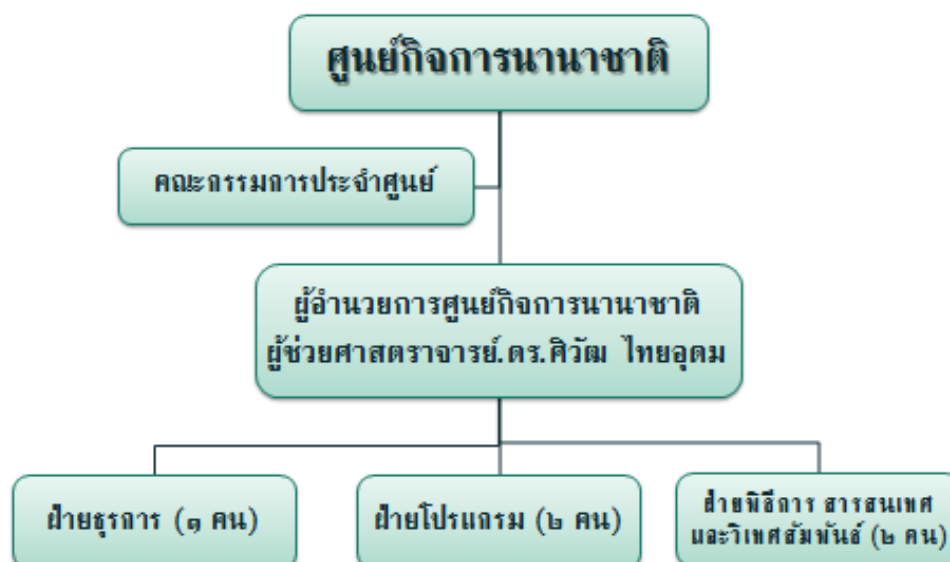 ศูนย์กิจการนานาชาติ
คณะกรรมการประจำศูนย์
ผู้อำนวยการศูนย์กิจการนานาชาติ
ผู้ช่วยศาสตราจารย์.ดร.ศิวัฒ ไทยอุดม
ฝ่ายธุรการ (๑ คน)
ฝ่ายโปรแกรม (๒ คน)
ฝ่ายพิธีการ สารสนเทศ
และวิเทศสัมพันธ์ (๒ คน)